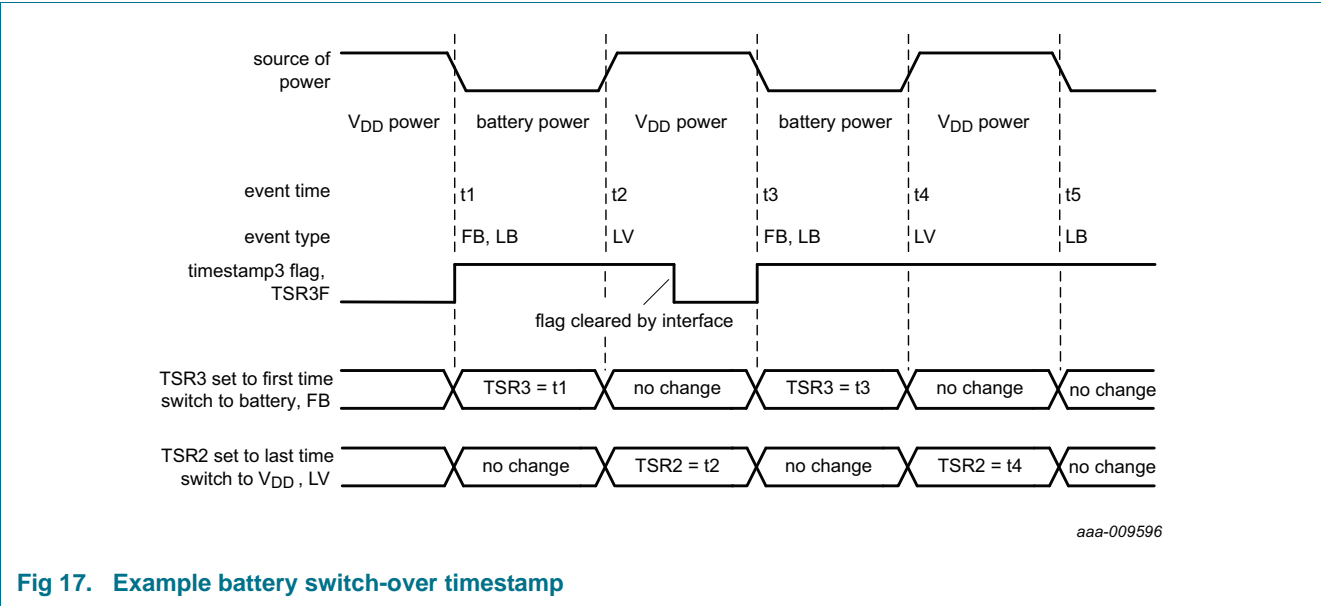 source of
power
V_DD power battery power V_DD power battery power V_DD power
event time t1 t2 t3 t4 t5
event type FB, LB LV FB, LB LV LB
timestamp3 flag,
TSR3F
flag cleared by interface
TSR3 set to first time
switch to battery, FB
TSR3 = t1 no change TSR3 = t3 no change no change
TSR2 set to last time
switch to V_DD , LV
no change TSR2 = t2 no change TSR2 = t4 no change
aaa-009596
Fig 17. Example battery switch-over timestamp